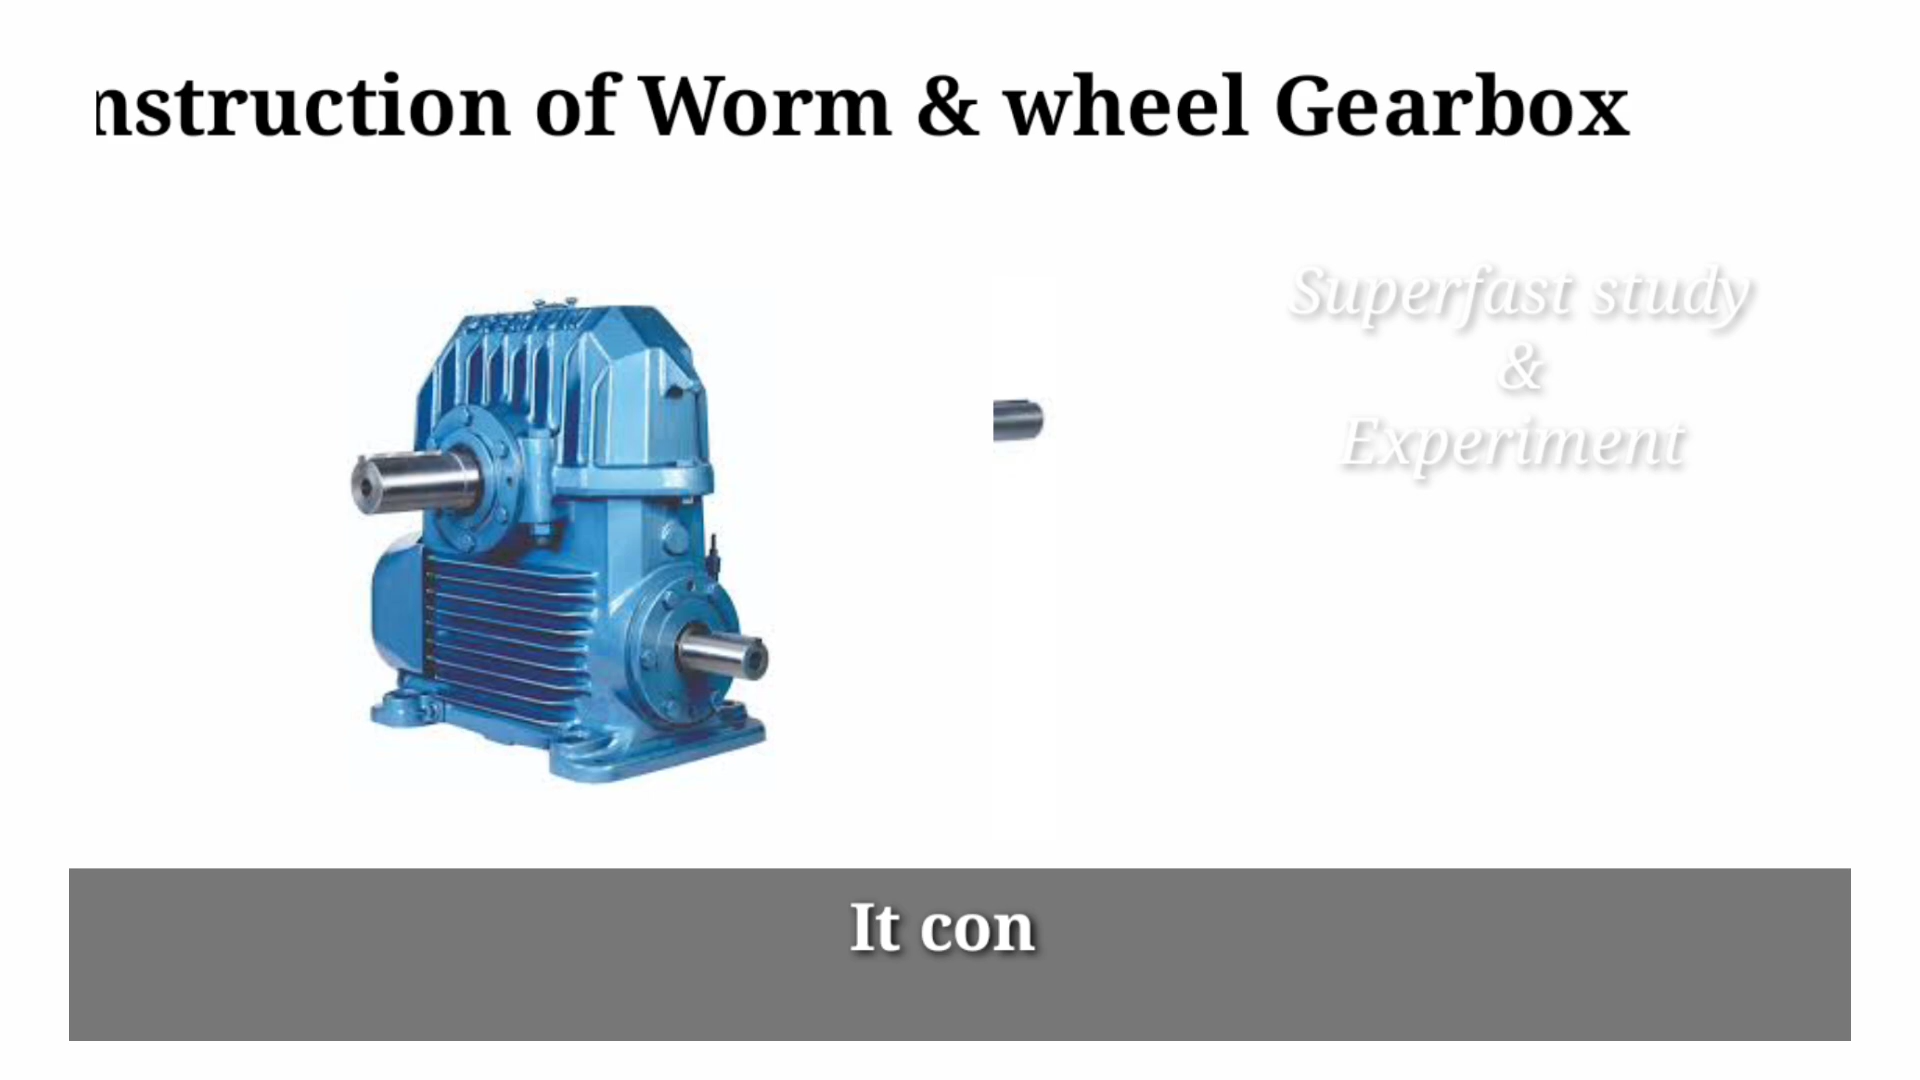 nstruction of Worm & wheel Gearbox
Superfast study
&
Experiment
It con